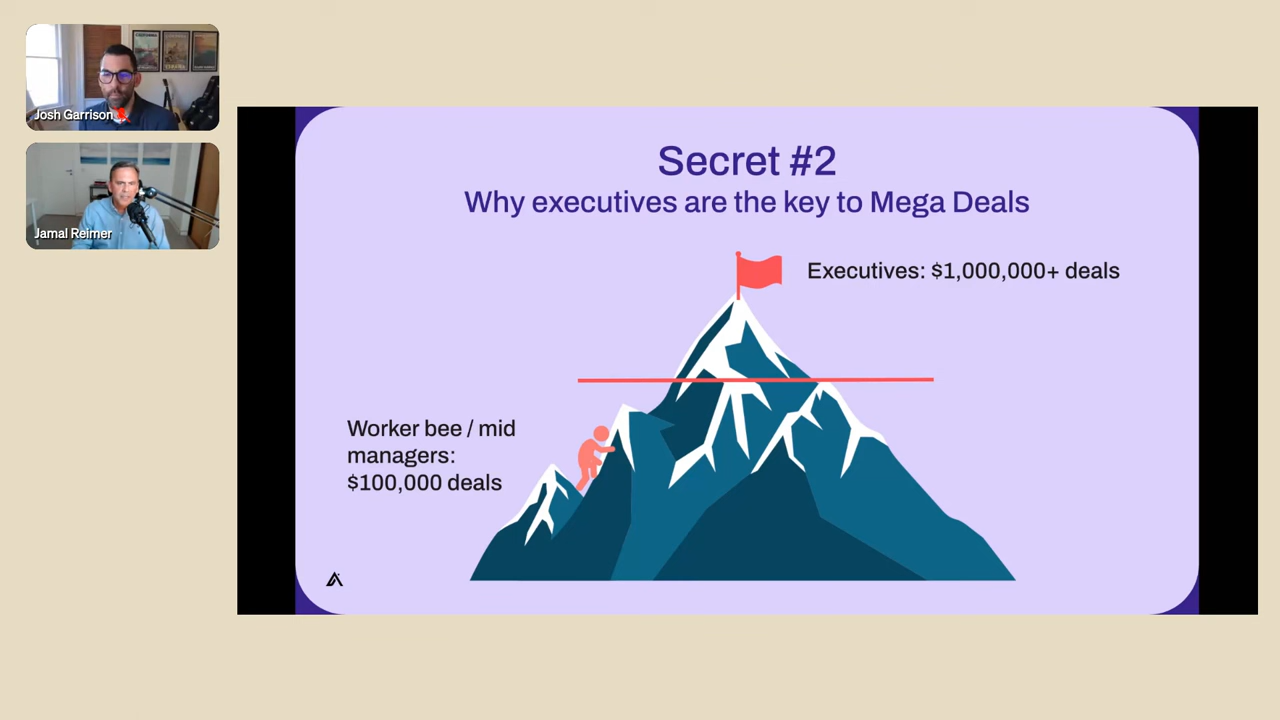 Josh Garrison
Jamal Reimer
Secret #2
Why executives are the key to Mega Deals
Executives: $1,000,000+ deals
Worker bee / mid
managers:
$100,000 deals